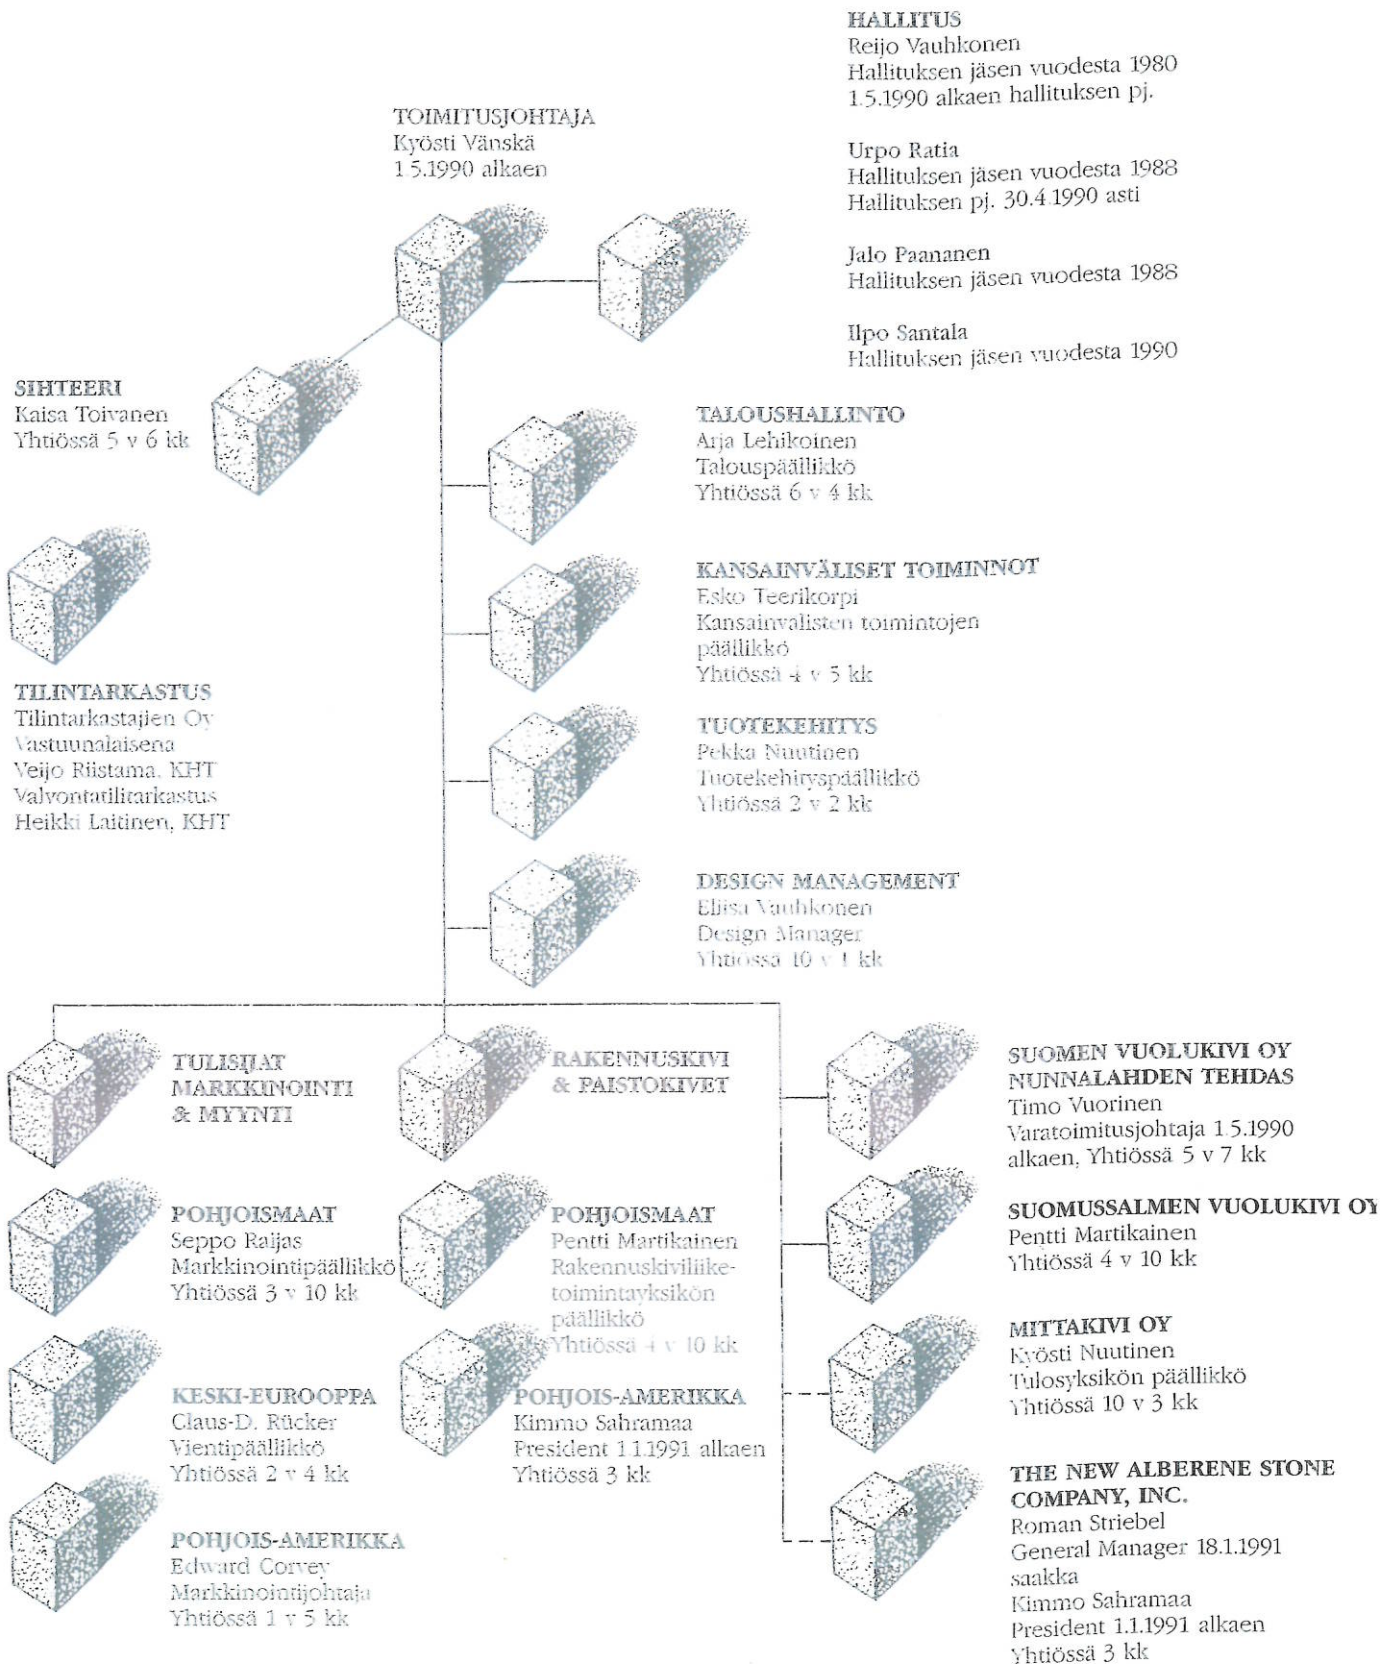 HALLITUS
Reijo Vauhkonen
Hallituksen jäsen vuodesta 1980
1.5.1990 alkaen hallituksen pj.
Urpo Ratia
Hallituksen jäsen vuodesta 1988
Hallituksen pj. 30.4.1990 asti
Jalo Paananen
Hallituksen jäsen vuodesta 1988
Ilpo Santala
Hallituksen jäsen vuodesta 1990
TOIMITUSJOHTAJA
Kyösti Vänskä
1.5.1990 alkaen
SIHTEERI
Kaisa Toivanen
Yhtiössä 5 v 6 kk
TALOUSHALLINTO
Arja Lehikoinen
Talouspäällikkö
Yhtiössä 6 v 4 kk
KANSAINVÄLISET TOIMINNOT
Esko Teerikorpi
Kansainvälisten toimintojen
päällikkö
Yhtiössä 4 v 5 kk
TILINTARKASTUS
Tilintarkastajien Oy
Vastuunalaisena
Veijo Riistama, KHT
Valvontatilitarkastus
Heikki Laitinen, KHT
TUOTEKEHITYS
Pekka Nuutinen
Tuotekehityspäällikkö
Yhtiössä 2 v 2 kk
DESIGN MANAGEMENT
Eliisa Vauhkonen
Design Manager
Yhtiössä 10 v 1 kk
TULISIJAT
MARKKINOINTI
& MYYNTI
POHJOISMAAT
Seppo Raijas
Markkinointipäällikkö
Yhtiössä 3 v 10 kk
KESKI-EUROOPPA
Claus-D. Rücker
Vientipäällikkö
Yhtiössä 2 v 4 kk
POHJOIS-AMERIKKA
Edward Corvey
Markkinointijohtaja
Yhtiössä 1 v 5 kk
RAKENNUSKIVI
& PAISTOKIVET
POHJOISMAAT
Pentti Martikainen
Rakennuskiviliike-
toimintayksikön
päällikkö
Yhtiössä 4 v 10 kk
POHJOIS-AMERIKKA
Kimmo Sahramaa
President 1.1.1991 alkaen
Yhtiössä 3 kk
SUOMEN VUOLUKIVI OY
NUNNALAHDEN TEHDAS
Timo Vuorinen
Varatoimitusjohtaja 1.5.1990
alkaen, Yhtiössä 5 v 7 kk
SUOMUSSALMEN VUOLUKIVI OY
Pentti Martikainen
Yhtiössä 4 v 10 kk
MITTAKIVI OY
Kyösti Nuutinen
Tulosyksikön päällikkö
Yhtiössä 10 v 3 kk
THE NEW ALBERENE STONE
COMPANY, INC.
Roman Striebel
General Manager 18.1.1991
saakka
Kimmo Sahramaa
President 1.1.1991 alkaen
Yhtiössä 3 kk